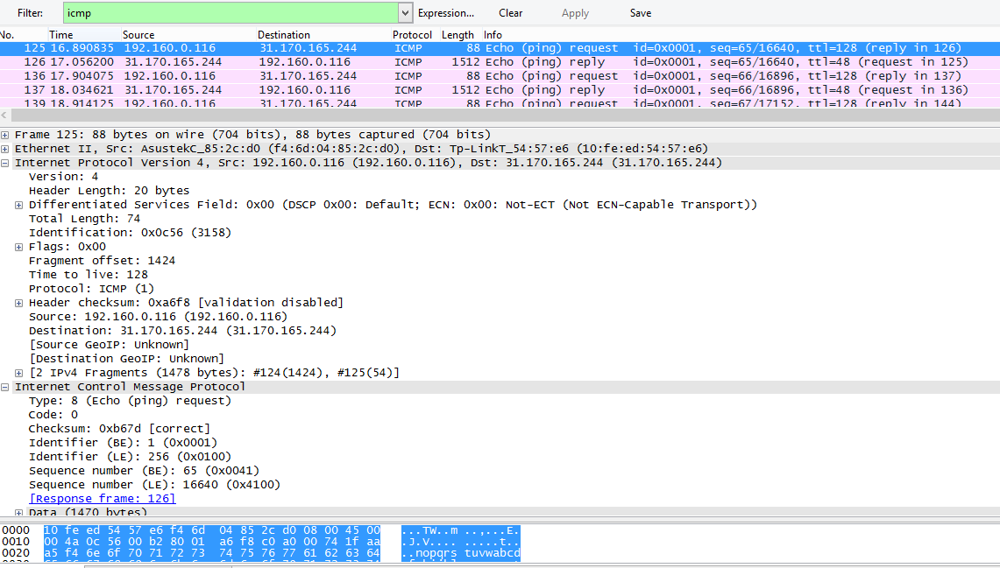 Filter: icmp Expression... Clear Apply Save
No. Time Source Destination Protocol Length Info
125 16.890835 192.160.0.116 31.170.165.244 ICMP 88 Echo (ping) request id=0x0001, seq=65/16640, ttl=128 (reply in 126)
126 17.056200 31.170.165.244 192.160.0.116 ICMP 1512 Echo (ping) reply id=0x0001, seq=65/16640, ttl=48 (request in 125)
136 17.904075 192.160.0.116 31.170.165.244 ICMP 88 Echo (ping) request id=0x0001, seq=66/16896, ttl=128 (reply in 137)
137 18.034621 31.170.165.244 192.160.0.116 ICMP 1512 Echo (ping) reply id=0x0001, seq=66/16896, ttl=48 (request in 136)
139 18.914125 192.160.0.116 31.170.165.244 ICMP 88 Echo (ping) request id=0x0001, seq=67/17152, ttl=128 (reply in 144)
Frame 125: 88 bytes on wire (704 bits), 88 bytes captured (704 bits)
Ethernet II, Src: AsustekC_85:2c:d0 (f4:6d:04:85:2c:d0), Dst: Tp-LinkT_54:57:e6 (10:fe:ed:54:57:e6)
Internet Protocol Version 4, Src: 192.160.0.116 (192.160.0.116), Dst: 31.170.165.244 (31.170.165.244)
Version: 4
Header Length: 20 bytes
Differentiated Services Field: 0x00 (DSCP 0x00: Default; ECN: 0x00: Not-ECT (Not ECN-Capable Transport))
Total Length: 74
Identification: 0x0c56 (3158)
Flags: 0x00
Fragment offset: 1424
Time to live: 128
Protocol: ICMP (1)
Header checksum: 0xa6f8 [validation disabled]
Source: 192.160.0.116 (192.160.0.116)
Destination: 31.170.165.244 (31.170.165.244)
[Source GeoIP: Unknown]
[Destination GeoIP: Unknown]
[2 IPv4 Fragments (1478 bytes): #124(1424), #125(54)]
Internet Control Message Protocol
Type: 8 (Echo (ping) request)
Code: 0
Checksum: 0xb67d [correct]
Identifier (BE): 1 (0x0001)
Identifier (LE): 256 (0x0100)
Sequence number (BE): 65 (0x0041)
Sequence number (LE): 16640 (0x4100)
[Response frame: 126]
Data (1470 bytes)
0000 10 fe ed 54 57 e6 f4 6d 04 85 2c d0 08 00 45 00 ...TW..m ..,...E.
0010 00 4a 0c 56 00 b2 80 01 a6 f8 c0 a0 00 74 1f aa .J.V.... .....t..
0020 a5 f4 6e 6f 70 71 72 73 74 75 76 77 61 62 63 64 ..nopqrs tuvwabcd